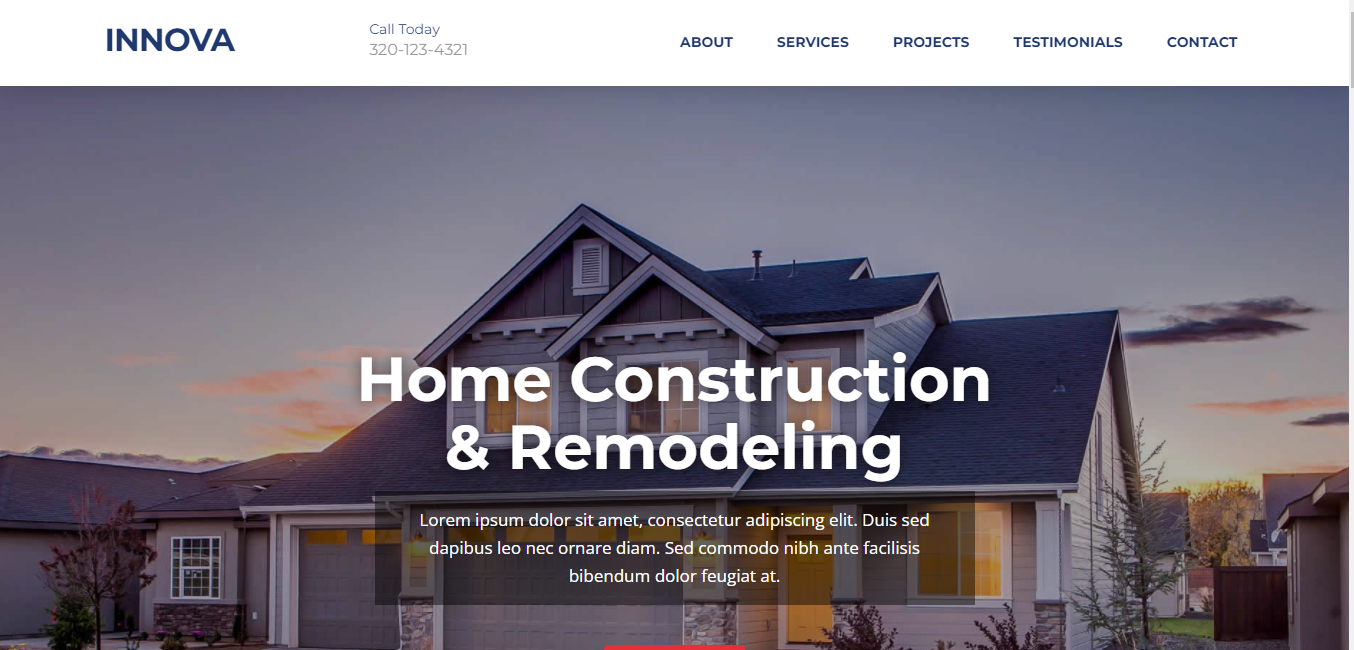 INNOVA
Call Today
320-123-4321
ABOUT
SERVICES
PROJECTS
TESTIMONIALS
CONTACT
Home Construction
& Remodeling
Lorem ipsum dolor sit amet, consectetur adipiscing elit. Duis sed
dapibus leo nec ornare diam. Sed commodo nibh ante facilisis
bibendum dolor feugiat at.